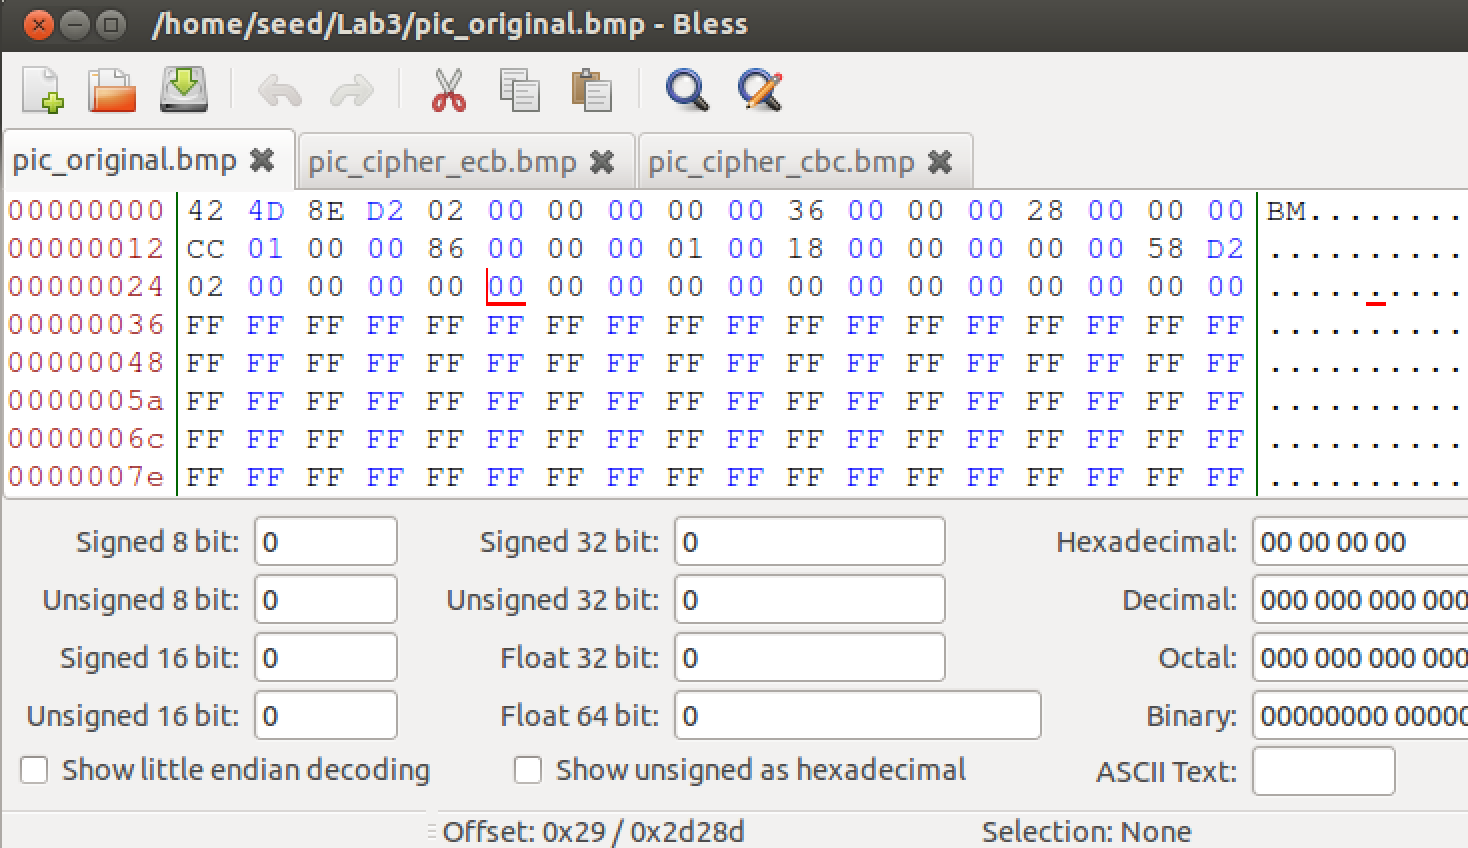 /home/seed/Lab3/pic_original.bmp - Bless
pic_original.bmp pic_cipher_ecb.bmp pic_cipher_cbc.bmp
00000000 42 4D 8E D2 02 00 00 00 00 00 36 00 00 00 28 00 00 00 BM........
00000012 CC 01 00 00 86 00 00 00 01 00 18 00 00 00 00 00 58 D2 ..........
00000024 02 00 00 00 00 00 00 00 00 00 00 00 00 00 00 00 00 00 ..........
00000036 FF FF FF FF FF FF FF FF FF FF FF FF FF FF FF FF FF FF ..........
00000048 FF FF FF FF FF FF FF FF FF FF FF FF FF FF FF FF FF FF ..........
0000005a FF FF FF FF FF FF FF FF FF FF FF FF FF FF FF FF FF FF ..........
0000006c FF FF FF FF FF FF FF FF FF FF FF FF FF FF FF FF FF FF ..........
0000007e FF FF FF FF FF FF FF FF FF FF FF FF FF FF FF FF FF FF ..........
Signed 8 bit: 0 Signed 32 bit: 0 Hexadecimal: 00 00 00 00
Unsigned 8 bit: 0 Unsigned 32 bit: 0 Decimal: 000 000 000 000
Signed 16 bit: 0 Float 32 bit: 0 Octal: 000 000 000 000
Unsigned 16 bit: 0 Float 64 bit: 0 Binary: 00000000 00000
Show little endian decoding Show unsigned as hexadecimal ASCII Text:
Offset: 0x29 / 0x2d28d Selection: None